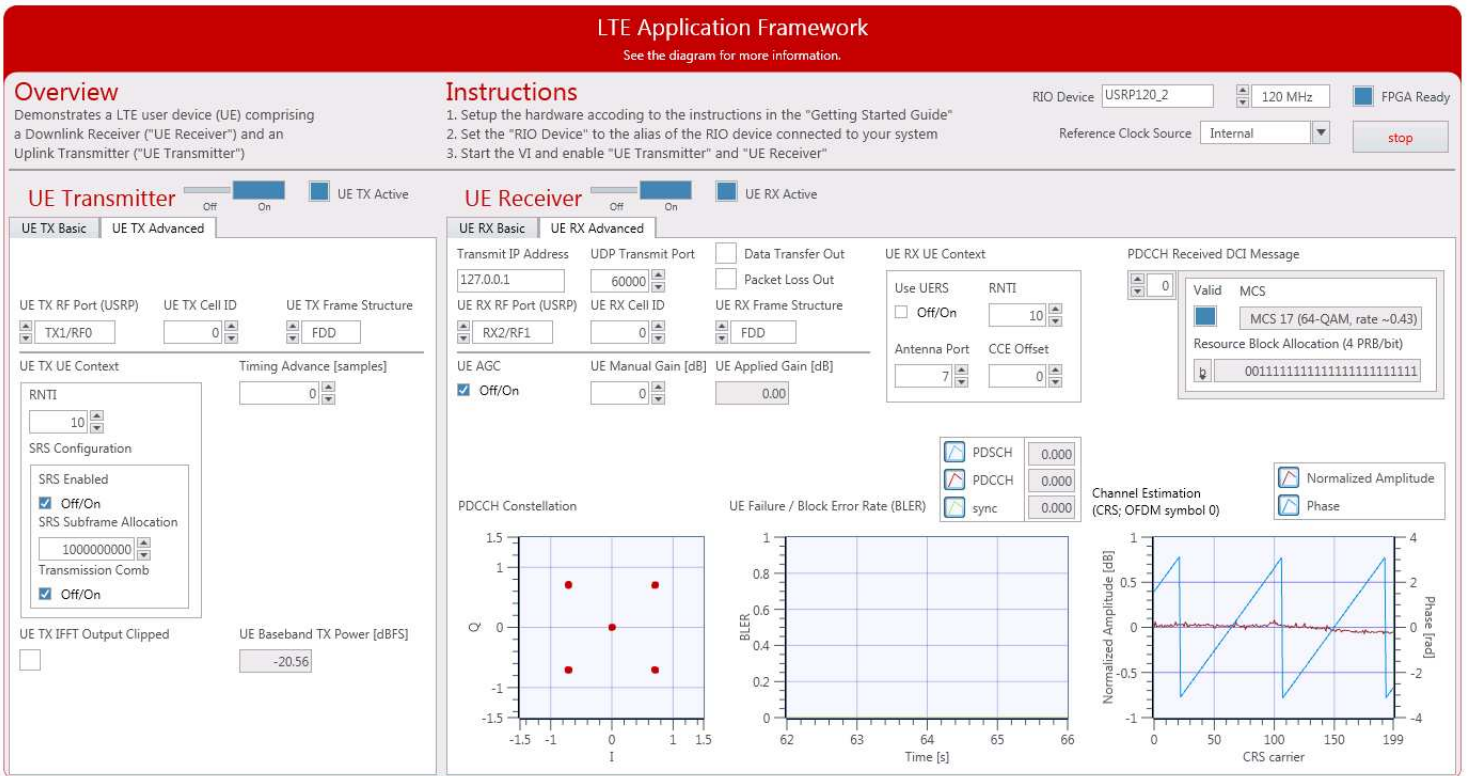 LTE Application Framework
See the diagram for more information.
Overview
Demonstrates a LTE user device (UE) comprising
a Downlink Receiver ("UE Receiver") and an
Uplink Transmitter ("UE Transmitter")
Instructions
1. Setup the hardware accoding to the instructions in the "Getting Started Guide"
2. Set the "RIO Device" to the alias of the RIO device connected to your system
3. Start the VI and enable "UE Transmitter" and "UE Receiver"
RIO Device USRP120_2 120 MHz FPGA Ready
Reference Clock Source Internal stop
UE Transmitter Off On UE TX Active
UE TX Basic UE TX Advanced
UE TX RF Port (USRP) UE TX Cell ID UE TX Frame Structure
TX1/RF0 0 FDD
UE TX UE Context Timing Advance [samples]
RNTI 0
10
SRS Configuration
SRS Enabled
Off/On
SRS Subframe Allocation
1000000000
Transmission Comb
Off/On
UE TX IFFT Output Clipped UE Baseband TX Power [dBFS]
-20.56
UE Receiver Off On UE RX Active
UE RX Basic UE RX Advanced
Transmit IP Address UDP Transmit Port Data Transfer Out
127.0.0.1 60000 Packet Loss Out
UE RX RF Port (USRP) UE RX Cell ID UE RX Frame Structure
RX2/RF1 0 FDD
UE AGC UE Manual Gain [dB] UE Applied Gain [dB]
Off/On 0 0.00
UE RX UE Context
Use UERS RNTI
Off/On 10
Antenna Port CCE Offset
7 0
PDCCH Received DCI Message
0 Valid MCS
MCS 17 (64-QAM, rate ~0.43)
Resource Block Allocation (4 PRB/bit)
b 0011111111111111111111111
PDCCH Constellation
1.5
1
0
-1
-1.5
Q
-1.5 -1 0 1 1.5
I
UE Failure / Block Error Rate (BLER)
PDSCH 0.000
PDCCH 0.000
sync 0.000
1
0.8
0.6
0.4
0.2
0
BLER
62 63 64 65 66
Time [s]
Channel Estimation
(CRS; OFDM symbol 0)
Normalized Amplitude
Phase
1
0.5
0
-0.5
-1
Normalized Amplitude [dB]
4
2
0
-2
-4
Phase [rad]
0 50 100 150 199
CRS carrier